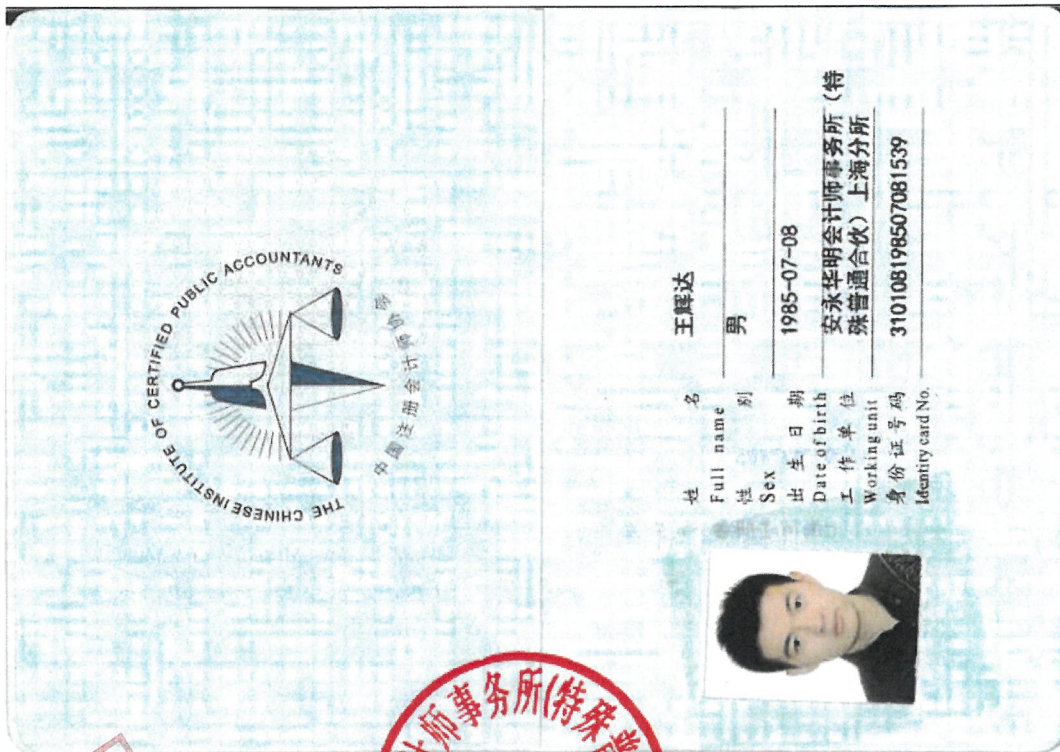 THE CHINESE INSTITUTE OF CERTIFIED PUBLIC ACCOUNTANTS
中国注册会计师协会
姓 名 王辉达
Full name
性 别 男
Sex
出 生 日 期 1985-07-08
Date of birth
工 作 单 位 安永华明会计师事务所（特
Working unit 殊普通合伙）上海分所
身 份 证 号 码 310108198507081539
Identity card No.
师事务所(特殊普